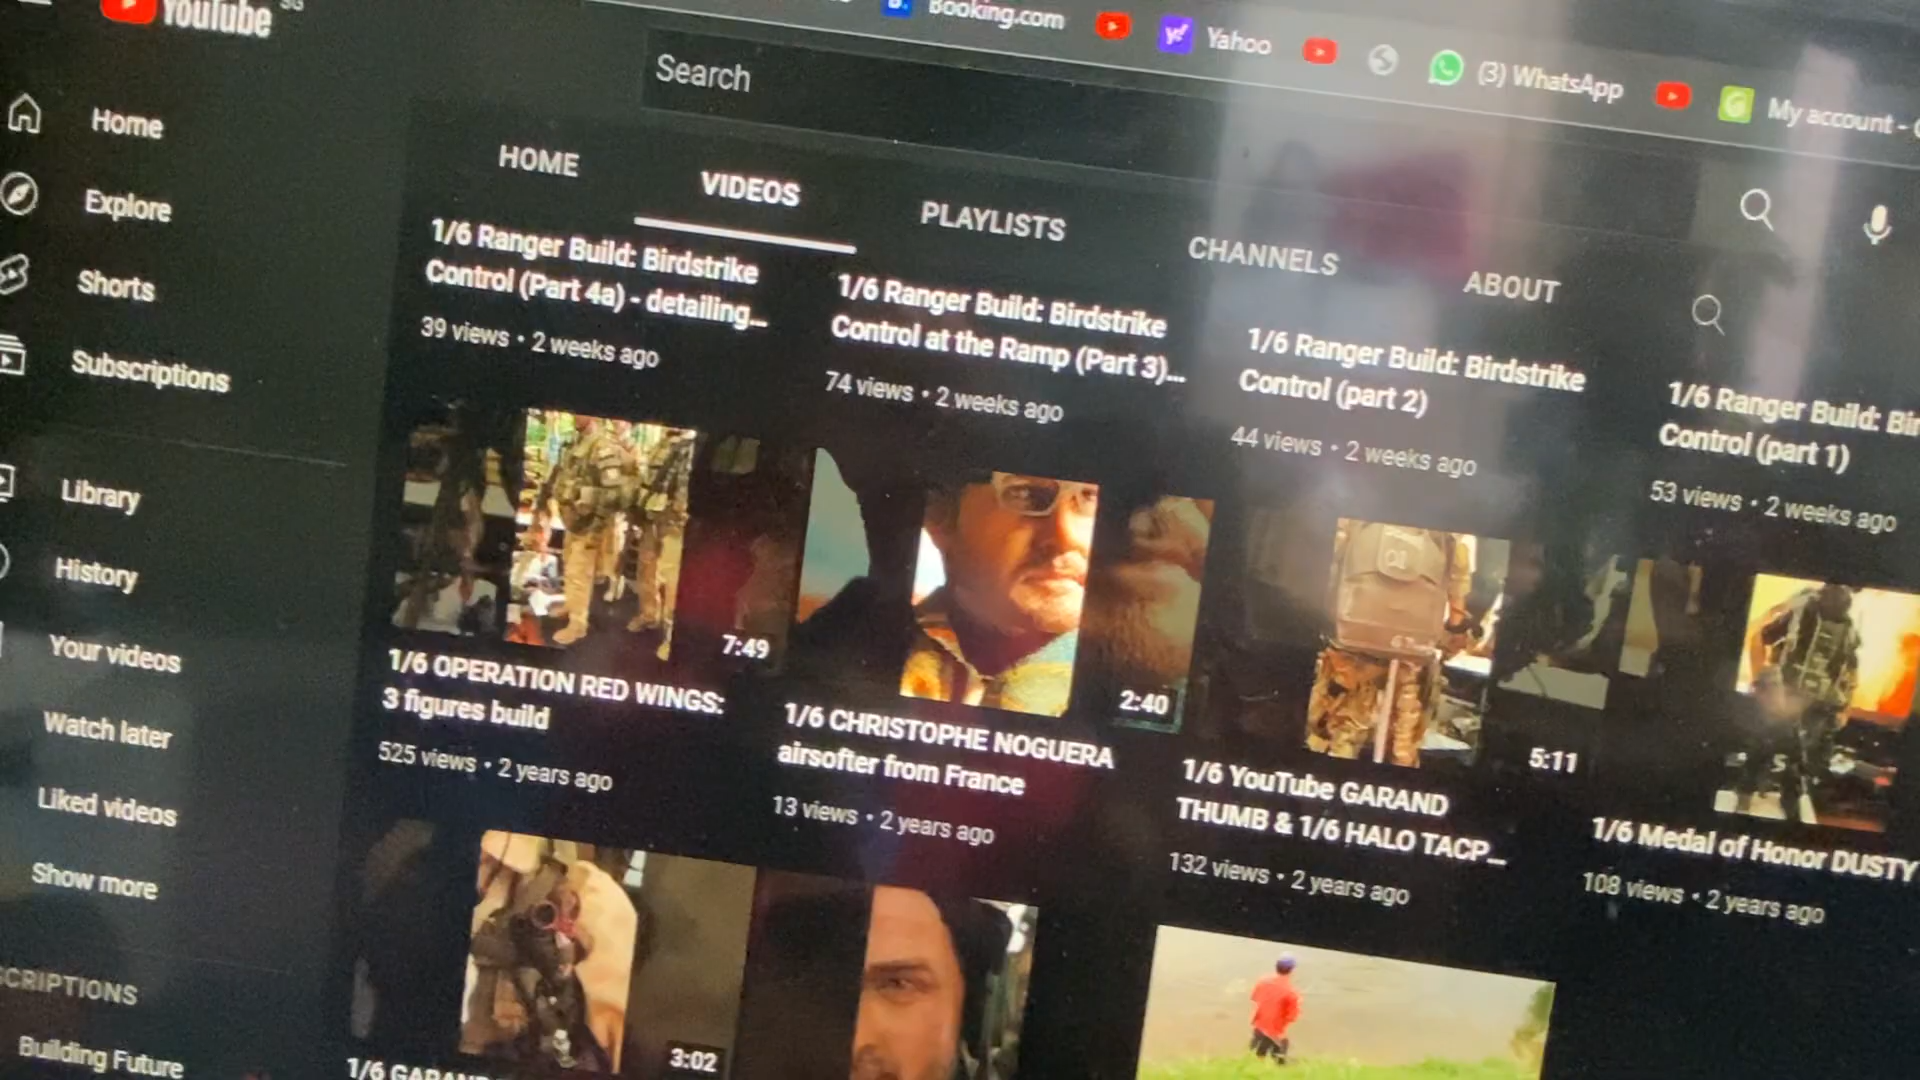 YouTube SG
Booking.com
Yahoo
(3) WhatsApp
My account -
Search
Home
Explore
Shorts
Subscriptions
Library
History
Your videos
Watch later
Liked videos
Show more
Building Future
HOME
VIDEOS
PLAYLISTS
CHANNELS
ABOUT
1/6 Ranger Build: Birdstrike
Control (Part 4a) - detailing...
39 views • 2 weeks ago
1/6 Ranger Build: Birdstrike
Control at the Ramp (Part 3)...
74 views • 2 weeks ago
1/6 Ranger Build: Birdstrike
Control (part 2)
44 views • 2 weeks ago
1/6 Ranger Build: Bir
Control (part 1)
53 views • 2 weeks ago
7:49
1/6 OPERATION RED WINGS:
3 figures build
525 views • 2 years ago
2:40
1/6 CHRISTOPHE NOGUERA
airsofter from France
13 views • 2 years ago
5:11
1/6 YouTube GARAND
THUMB & 1/6 HALO TACP...
132 views • 2 years ago
1/6 Medal of Honor DUSTY
108 views • 2 years ago
3:02
1/6